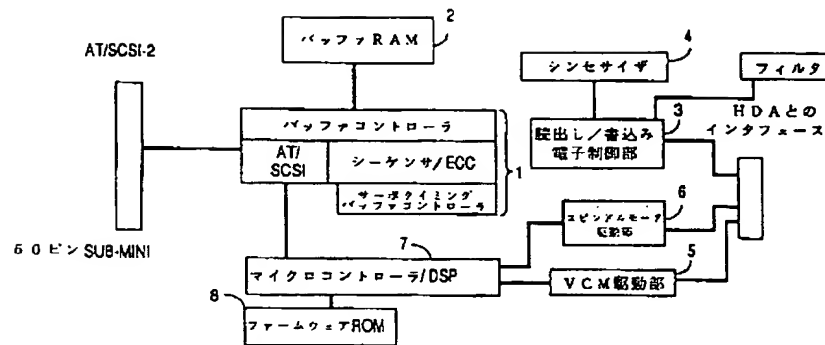 AT/SCSI-2
2
バッファRAM
4
シンセサイザ
フィルタ
HDAとの
インタフェース
3
読出し/書込み
電子制御部
バッファコントローラ
AT/
SCSI
シーケンサ/ECC
サーボタイミング
バッファコントローラ
1
6
スピンドルモータ
駆動部
50ピン SUB-MINI
7
マイクロコントローラ/DSP
5
VCM駆動部
8
ファームウェアROM